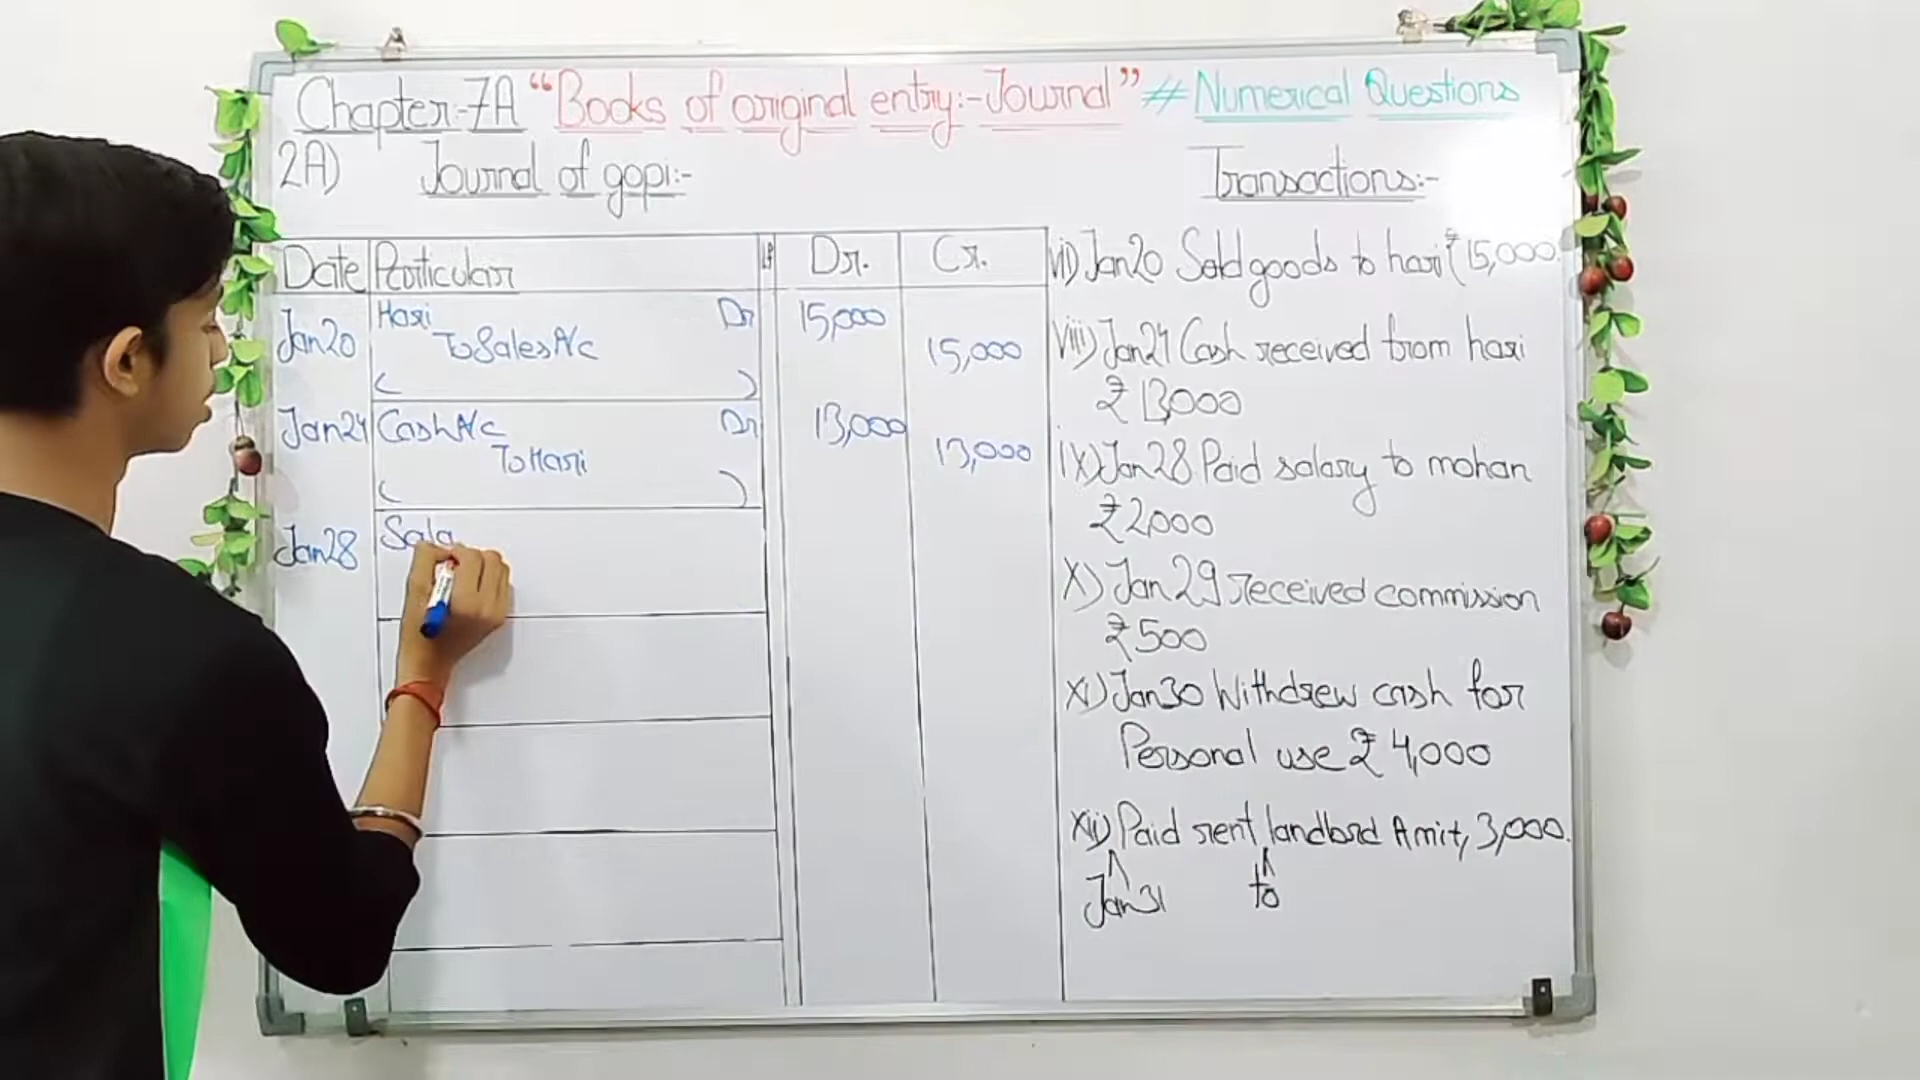 Chapter-7A “Books of original entry:-Journal” # Numerical Questions
2A) Journal of gopi:-
Transactions:-
Date Particular LF Dr. Cr.
Jan20 Hari Dr 15,000
To Sales A/c 15,000
( )
Jan24 Cash A/c Dr 13,000
To Hari 13,000
( )
Jan28 Sala
vii) Jan20 Sold goods to hari ₹15,000.
viii) Jan24 Cash received from hari
₹13,000
ix) Jan28 Paid salary to mohan
₹2,000
x) Jan29 received commission
₹500
xi) Jan30 Withdrew cash for
Personal use ₹4,000
xii) Paid rent landlord Amit, 3,000.
Jan31 to